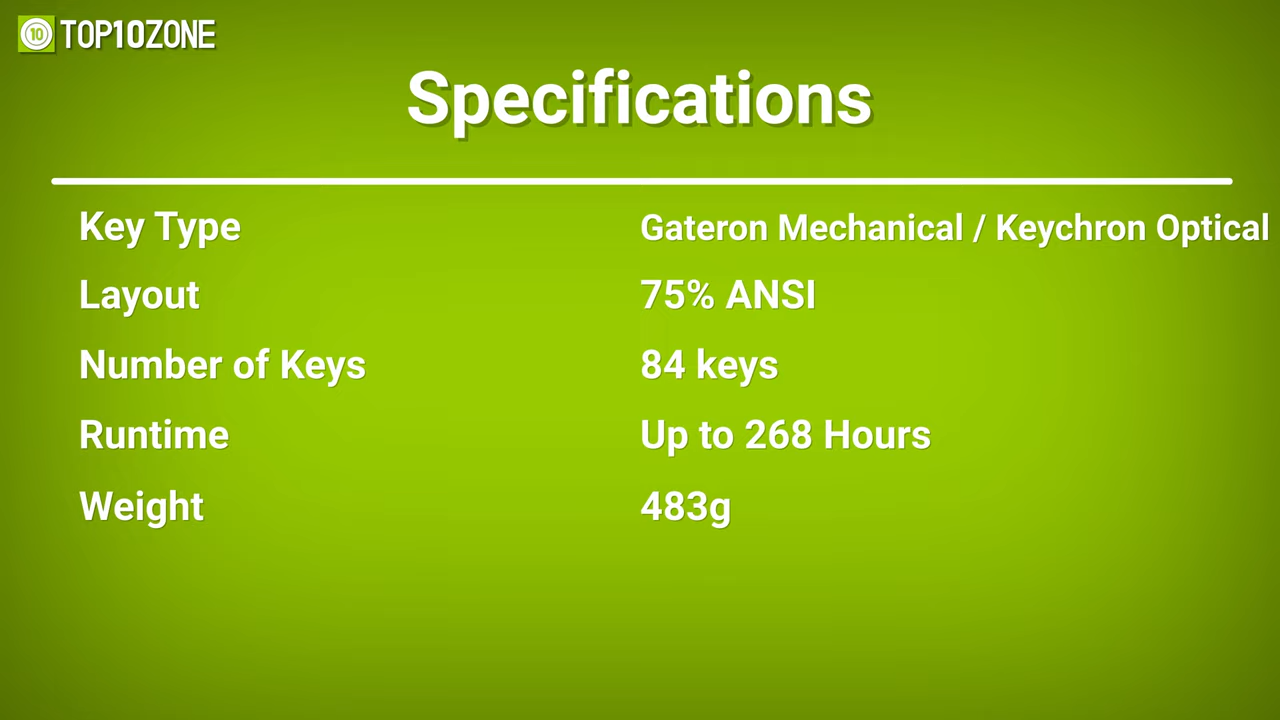 10 TOP10ZONE
Specifications
Key Type Gateron Mechanical / Keychron Optical
Layout 75% ANSI
Number of Keys 84 keys
Runtime Up to 268 Hours
Weight 483g